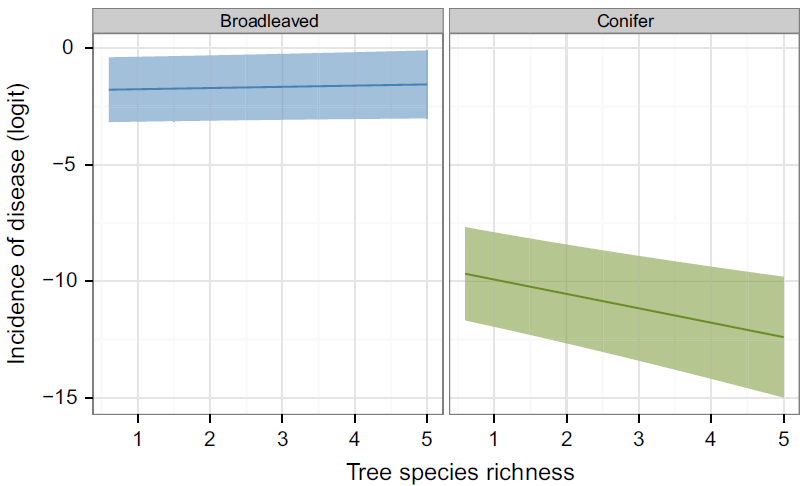 Broadleaved Conifer
0
−5
−10
−15
1 2 3 4 5 1 2 3 4 5
Tree species richness
Incidence of disease (logit)